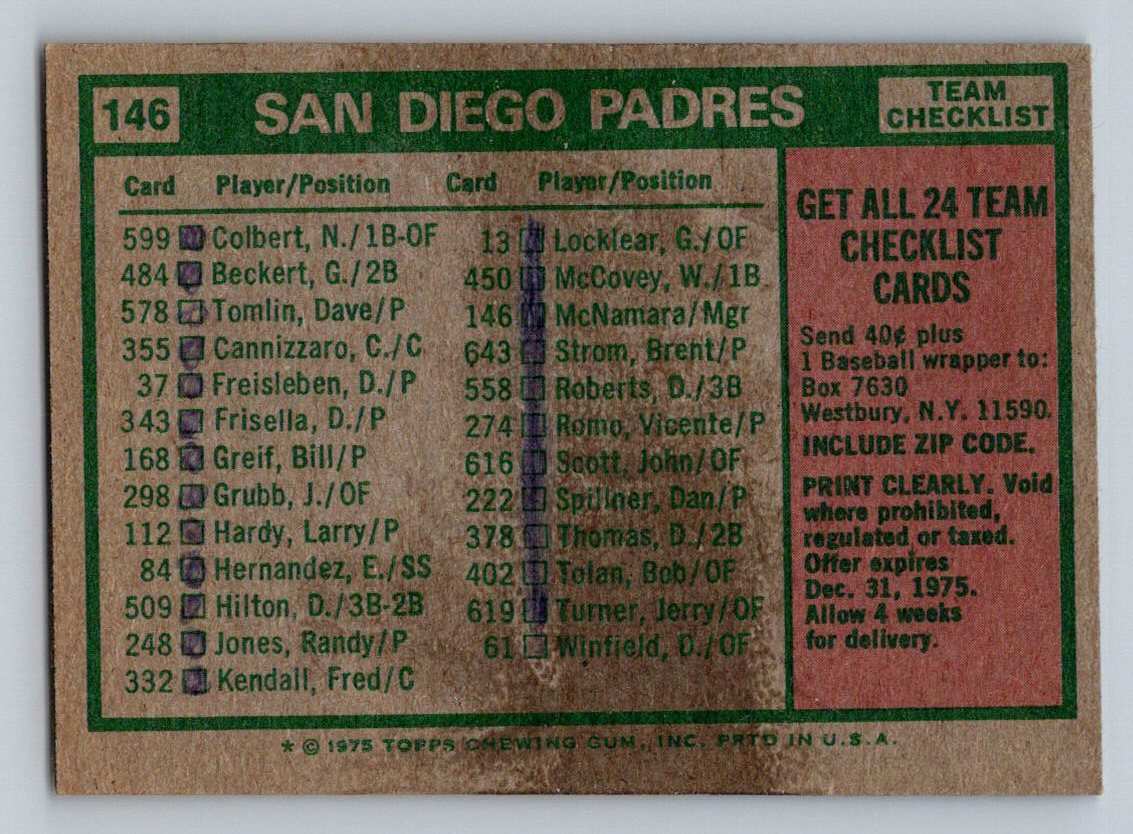 146 SAN DIEGO PADRES TEAM CHECKLIST
Card Player/Position Card Player/Position
599 Colbert, N./1B-OF
484 Beckert, G./2B
578 Tomlin, Dave/P
355 Cannizzaro, C./C
37 Freisleben, D./P
343 Frisella, D./P
168 Greif, Bill/P
298 Grubb, J./OF
112 Hardy, Larry/P
84 Hernandez, E./SS
509 Hilton, D./3B-2B
248 Jones, Randy/P
332 Kendall, Fred/C
13 Locklear, G./OF
450 McCovey, W./1B
146 McNamara/Mgr
643 Strom, Brent/P
558 Roberts, D./3B
274 Romo, Vicente/P
616 Scott, John/OF
222 Spillner, Dan/P
378 Thomas, D./2B
402 Tolan, Bob/OF
619 Turner, Jerry/OF
61 Winfield, D./OF
GET ALL 24 TEAM
CHECKLIST
CARDS
Send 40¢ plus
1 Baseball wrapper to:
Box 7630
Westbury, N.Y. 11590.
INCLUDE ZIP CODE.
PRINT CLEARLY. Void
where prohibited,
regulated or taxed.
Offer expires
Dec. 31, 1975.
Allow 4 weeks
for delivery.
* © 1975 TOPPS CHEWING GUM, INC. PRTD IN U.S.A.